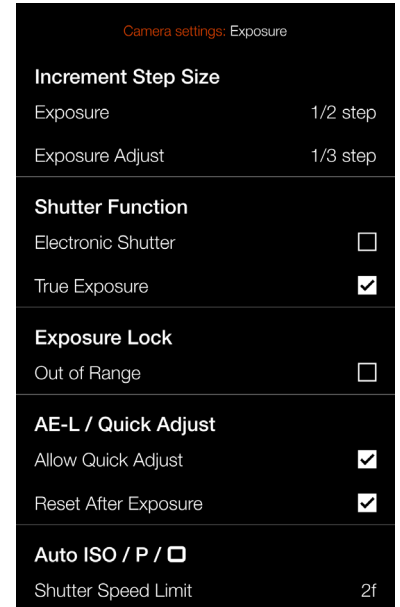 Camera settings: Exposure
Increment Step Size
Exposure 1/2 step
Exposure Adjust 1/3 step
Shutter Function
Electronic Shutter
True Exposure
Exposure Lock
Out of Range
AE-L / Quick Adjust
Allow Quick Adjust
Reset After Exposure
Auto ISO / P /
Shutter Speed Limit 2f